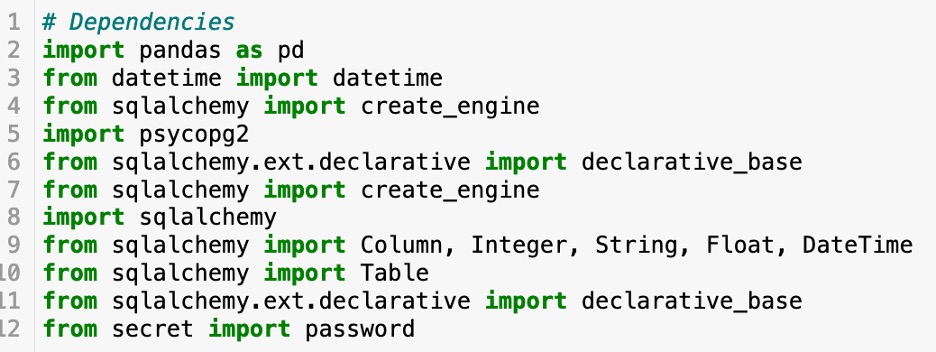 1 # Dependencies
2 import pandas as pd
3 from datetime import datetime
4 from sqlalchemy import create_engine
5 import psycopg2
6 from sqlalchemy.ext.declarative import declarative_base
7 from sqlalchemy import create_engine
8 import sqlalchemy
9 from sqlalchemy import Column, Integer, String, Float, DateTime
10 from sqlalchemy import Table
11 from sqlalchemy.ext.declarative import declarative_base
12 from secret import password